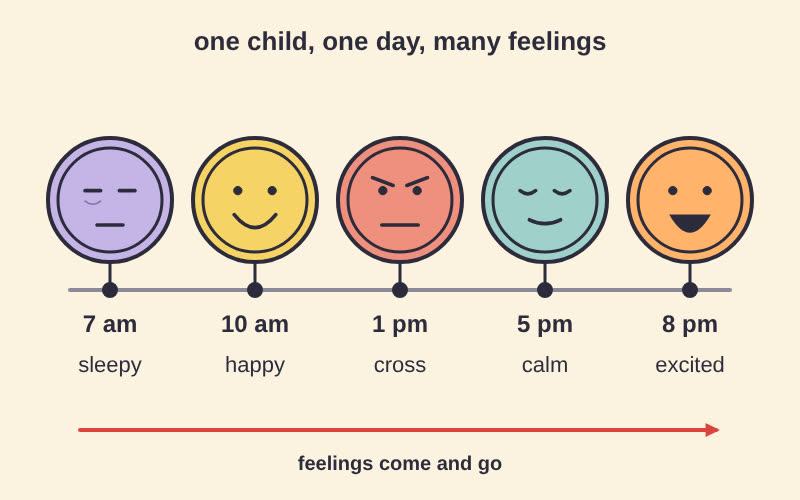 one child, one day, many feelings
7 am 10 am 1 pm 5 pm 8 pm
sleepy happy cross calm excited
feelings come and go